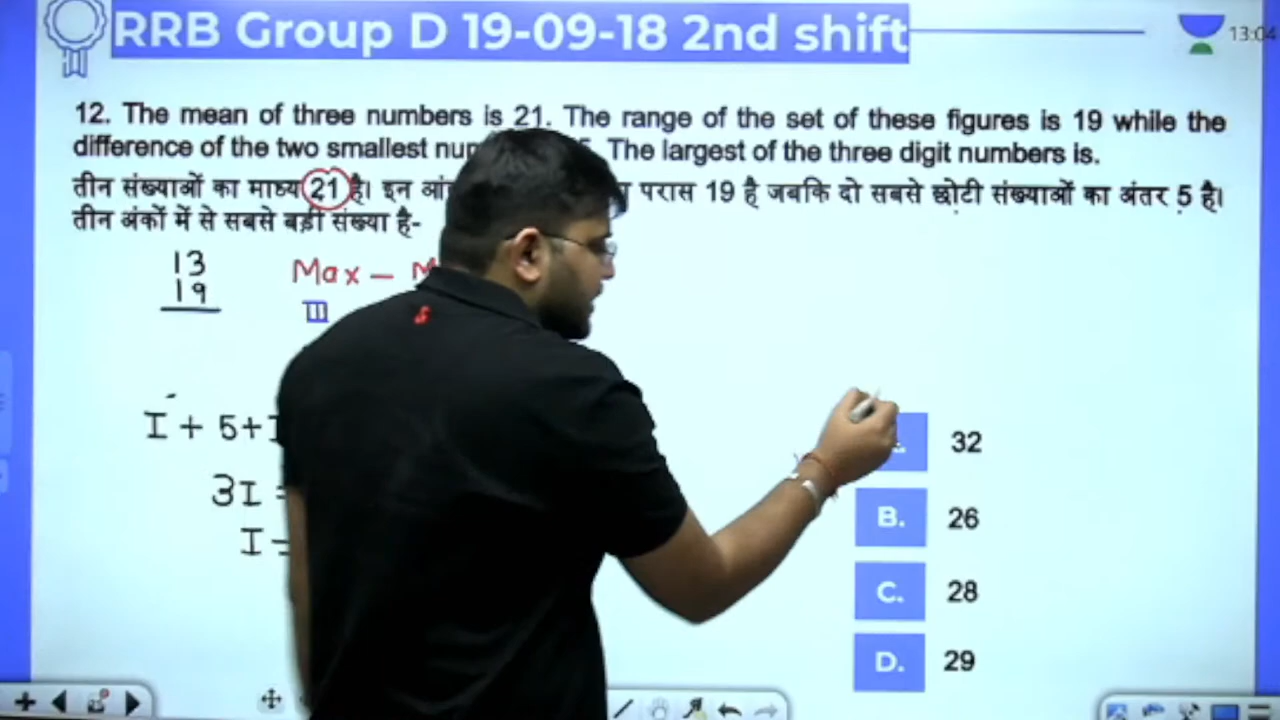 RRB Group D 19-09-18 2nd shift
13:04
12. The mean of three numbers is 21. The range of the set of these figures is 19 while the
difference of the two smallest The largest of the three digit numbers is.
तीन संख्याओं का माध्य 21 है। इन परास 19 है जबकि दो सबसे छोटी संख्याओं का अंतर 5 है।
तीन अंकों में से सबसे बड़ी संख्या है-
13
19
Max -
III
I + 5+I
3I =
I =
32
B. 26
C. 28
D. 29